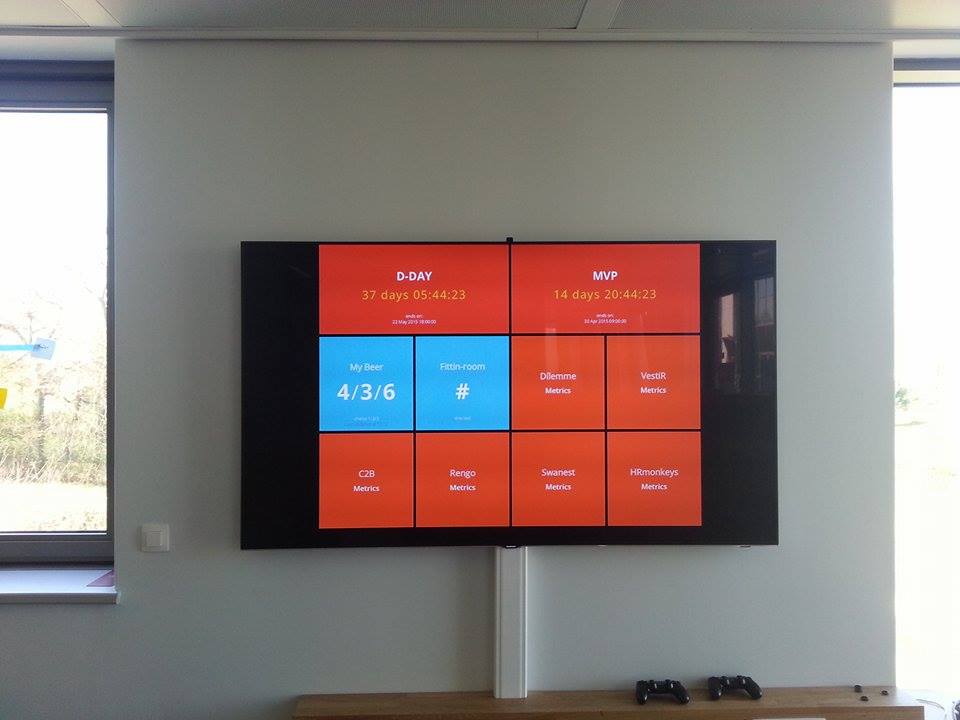 D-DAY
37 days 05:44:23
ends on:
22 May 2015 18:00:00
MVP
14 days 20:44:23
ends on:
30 Apr 2015 09:00:00
My Beer
4/3/6
Fittin-room
#
Dilemme
Metrics
VestiR
Metrics
C2B
Metrics
Rengo
Metrics
Swanest
Metrics
HRmonkeys
Metrics